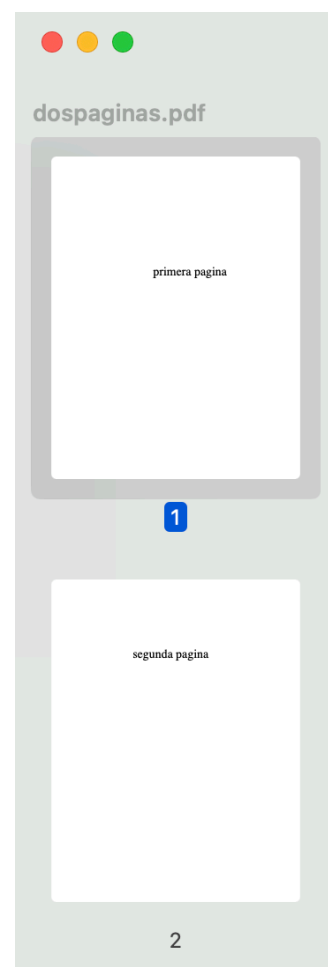 dospaginas.pdf
primera pagina
1
segunda pagina
2